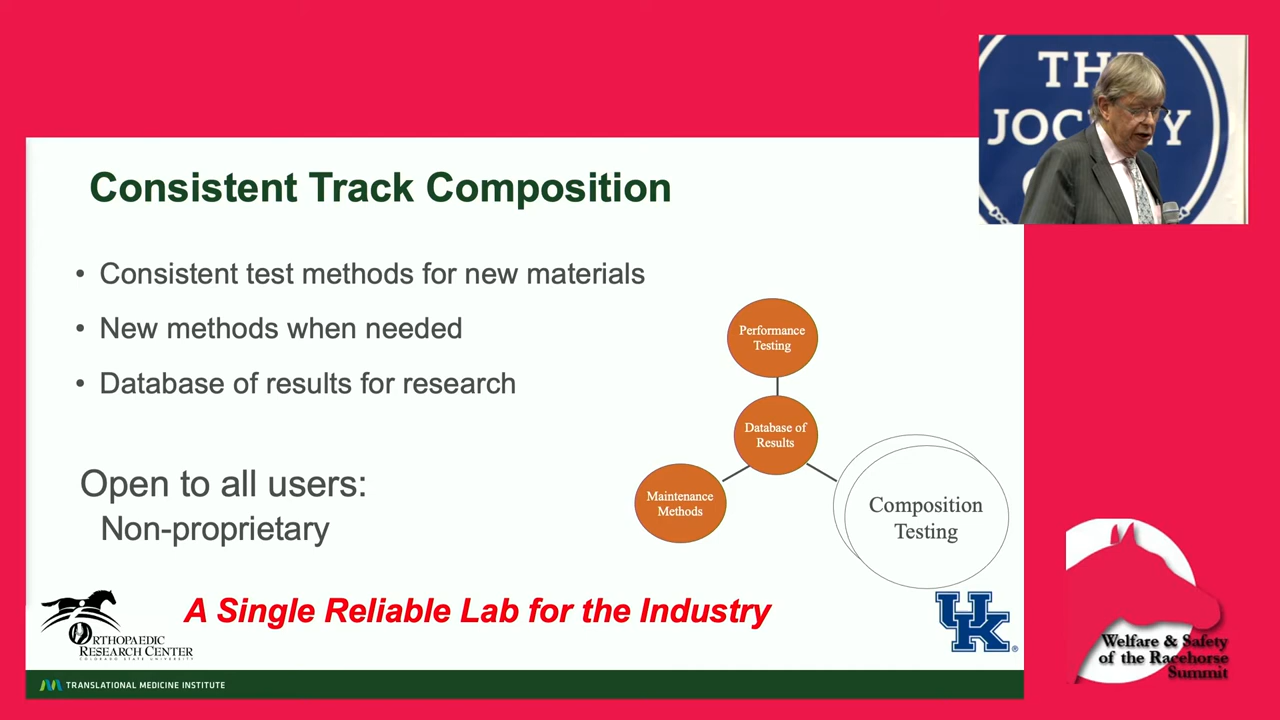 THE
JOC Y
Consistent Track Composition
• Consistent test methods for new materials
• New methods when needed
• Database of results for research
Open to all users:
Non-proprietary
Performance
Testing
Database of
Results
Maintenance
Methods
Composition
Testing
A Single Reliable Lab for the Industry
ORTHOPAEDIC
RESEARCH CENTER
COLORADO STATE UNIVERSITY
UK
TRANSLATIONAL MEDICINE INSTITUTE
Welfare & Safety
of the Racehorse
Summit